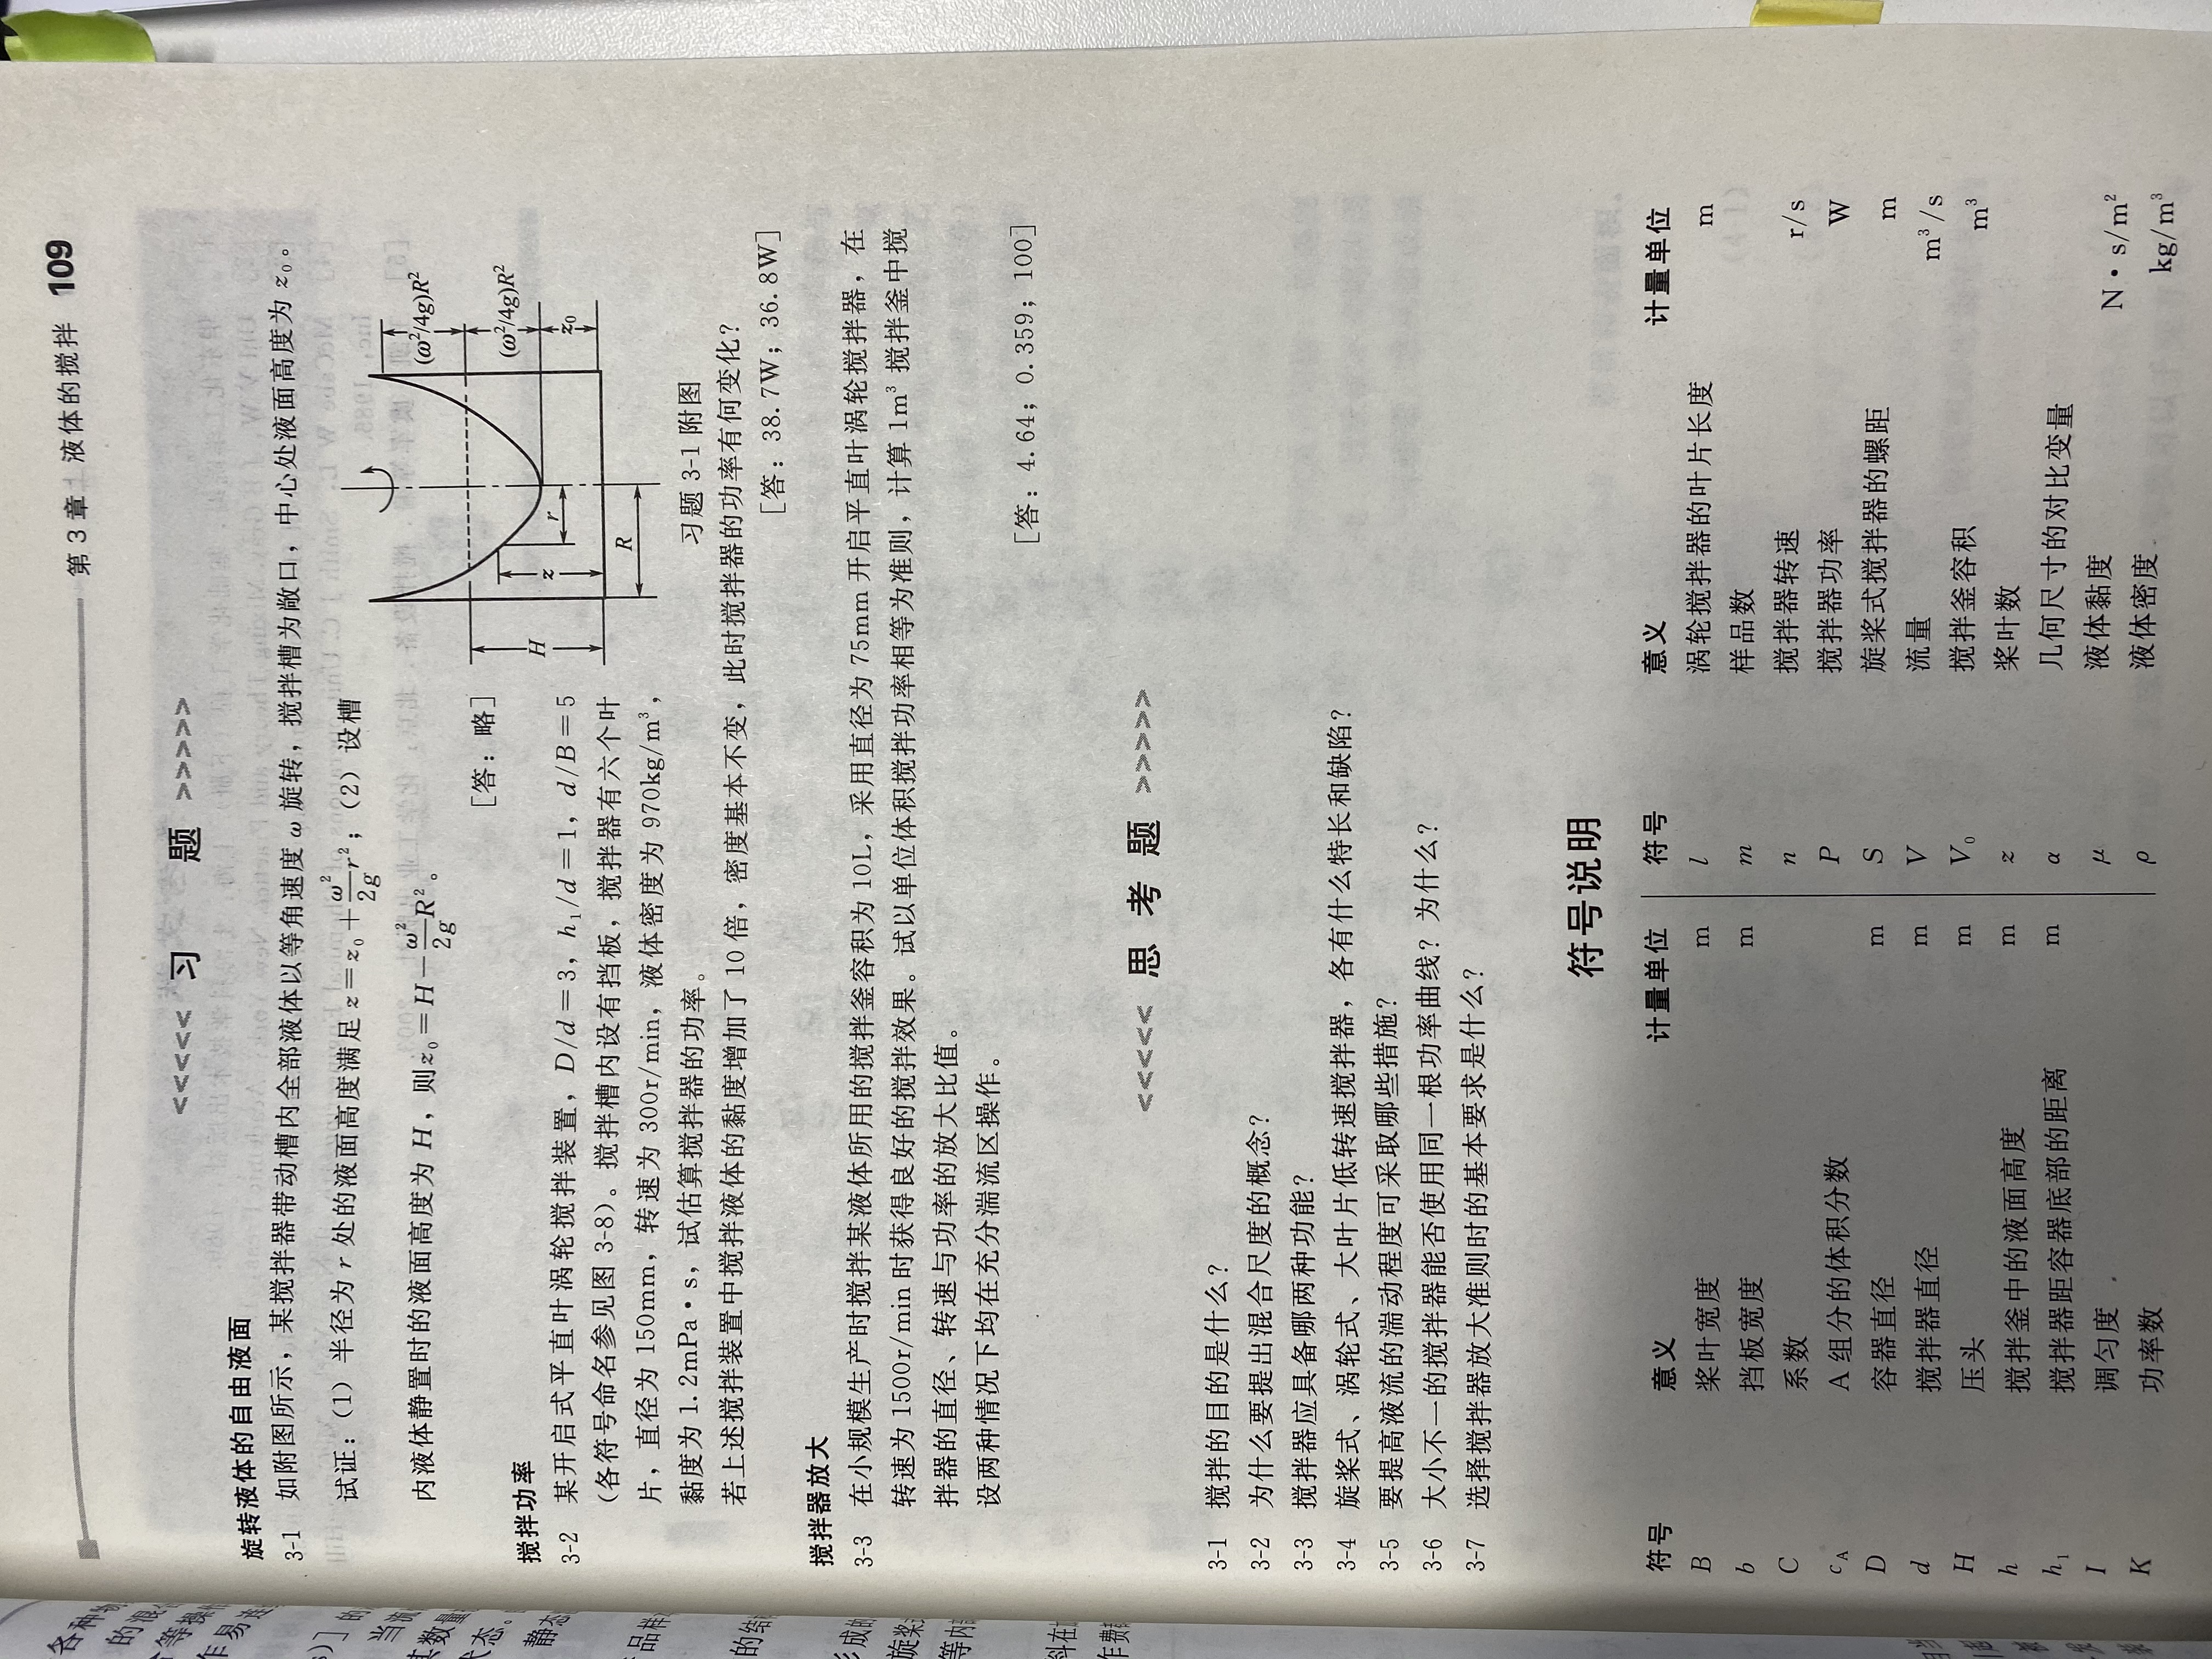 第 3 章 液体的搅拌 109
<<<<< 习 题 >>>>>
旋转液体的自由液面
3-1 如附图所示，某搅拌器带动槽内全部液体以等角速度 ω 旋转，搅拌槽为敞口，中心处液面高度为 z₀。
试证：(1) 半径为 r 处的液面高度满足 z＝z₀＋ω²/2g r²；(2) 设槽
内液体静置时的液面高度为 H，则z₀＝H－ω²/2g R²。
[答：略]
(ω²/4g)R²
(ω²/4g)R²
z₀
H
z
r
R
习题 3-1 附图
搅拌功率
3-2 某开启式平直叶涡轮搅拌装置，D/d＝3，h₁/d＝1，d/B＝5
（各符号命名参见图 3-8）。搅拌槽内设有挡板，搅拌器有六个叶
片，直径为 150mm，转速为 300r/min，液体密度为 970kg/m³，
黏度为 1.2mPa·s，试估算搅拌器的功率。
若上述搅拌装置中搅拌液体的黏度增加了 10 倍，密度基本不变，此时搅拌器的功率有何变化？
[答：38.7W；36.8W]
搅拌器放大
3-3 在小规模生产时搅拌某液体所用的搅拌釜容积为 10L，采用直径为 75mm 开启平直叶涡轮搅拌器，在
转速为 1500r/min 时获得良好的搅拌效果。试以单位体积搅拌功率相等为准则，计算 1m³ 搅拌釜中搅
拌器的直径、转速与功率的放大比值。
设两种情况下均在充分湍流区操作。
[答：4.64；0.359；100]
<<<<< 思 考 题 >>>>>
3-1 搅拌的目的是什么？
3-2 为什么要提出混合尺度的概念？
3-3 搅拌器应具备哪两种功能？
3-4 旋桨式、涡轮式、大叶片低转速搅拌器，各有什么特长和缺陷？
3-5 要提高液流的湍动程度可采取哪些措施？
3-6 大小不一的搅拌器能否使用同一根功率曲线？为什么？
3-7 选择搅拌器放大准则时的基本要求是什么？
符号说明
符号 意义 计量单位 符号 意义 计量单位
B 桨叶宽度 m l 涡轮搅拌器的叶片长度 m
b 挡板宽度 m m 样品数
C 系数 n 搅拌器转速 r/s
c_A A 组分的体积分数 P 搅拌器功率 W
D 容器直径 m S 旋桨式搅拌器的螺距 m
d 搅拌器直径 m V 流量 m³/s
H 压头 m V₀ 搅拌釜容积 m³
h 搅拌釜中的液面高度 m z 桨叶数
h₁ 搅拌器距容器底部的距离 m α 几何尺寸的对比变量
I 调匀度 μ 液体黏度 N·s/m²
K 功率数 ρ 液体密度 kg/m³